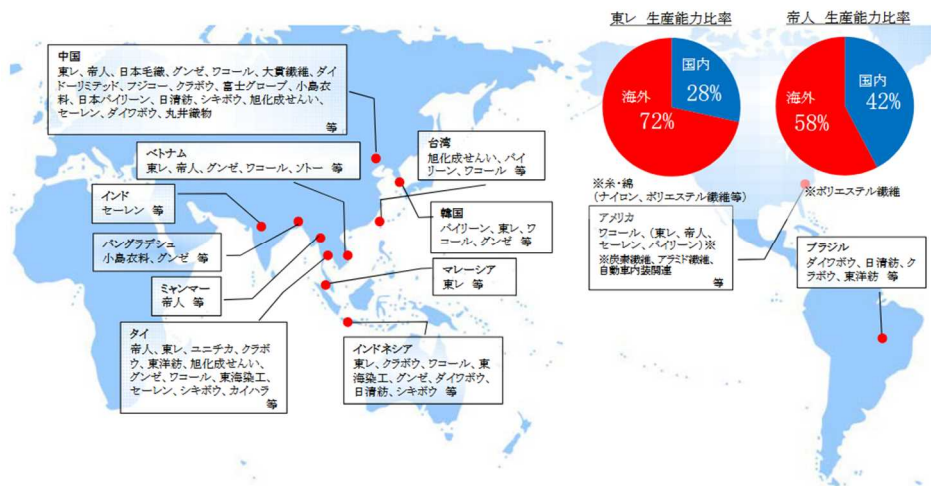 中国
東レ、帝人、日本毛織、グンゼ、ワコール、大貫繊維、ダイ
ドーリミテッド、フジコー、クラボウ、富士グローブ、小島衣
料、日本バイリーン、日清紡、シキボウ、旭化成せんい、
セーレン、ダイワボウ、丸井織物
等
ベトナム
東レ、帝人、グンゼ、ワコール、ソトー 等
インド
セーレン 等
バングラデシュ
小島衣料、グンゼ 等
ミャンマー
帝人 等
タイ
帝人、東レ、ユニチカ、クラボ
ウ、東洋紡、旭化成せんい、
グンゼ、ワコール、東海染工、
セーレン、シキボウ、カイハラ
等
台湾
旭化成せんい、バイ
リーン、ワコール 等
韓国
バイリーン、東レ、ワ
コール、グンゼ 等
マレーシア
東レ 等
インドネシア
東レ、クラボウ、ワコール、東
海染工、グンゼ、ダイワボウ、
日清紡、シキボウ 等
東レ 生産能力比率
国内
28%
海外
72%
※糸・綿
(ナイロン、ポリエステル繊維等)
帝人 生産能力比率
国内
42%
海外
58%
※ポリエステル繊維
アメリカ
ワコール、(東レ、帝人、
セーレン、バイリーン)※
※炭素繊維、アラミド繊維、
自動車内装関連
等
ブラジル
ダイワボウ、日清紡、ク
ラボウ、東洋紡 等